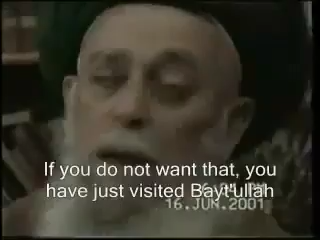 If you do not want that, you
have just visited Bayt'ullah
16.JUN.2001